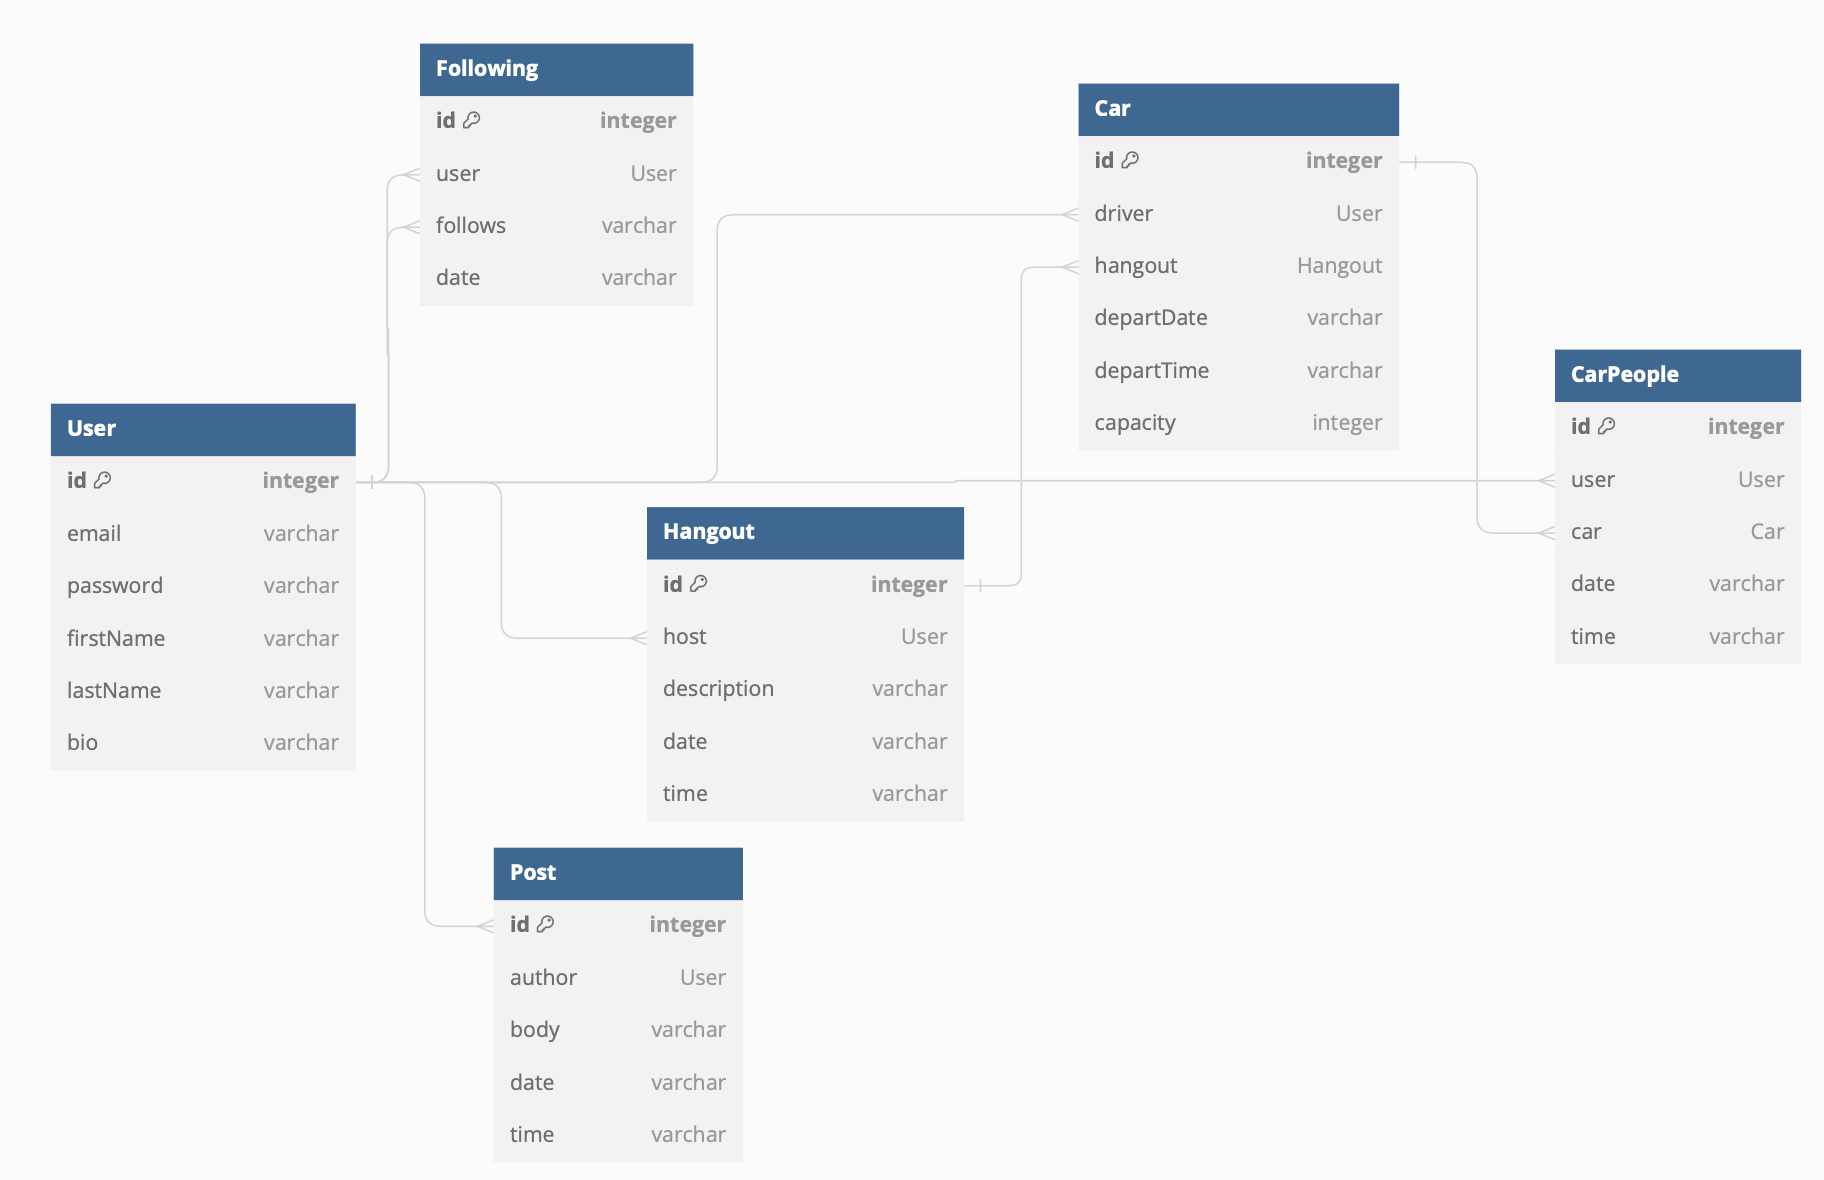 Following
id integer
user User
follows varchar
date varchar
Car
id integer
driver User
hangout Hangout
departDate varchar
departTime varchar
capacity integer
CarPeople
id integer
user User
car Car
date varchar
time varchar
User
id integer
email varchar
password varchar
firstName varchar
lastName varchar
bio varchar
Hangout
id integer
host User
description varchar
date varchar
time varchar
Post
id integer
author User
body varchar
date varchar
time varchar